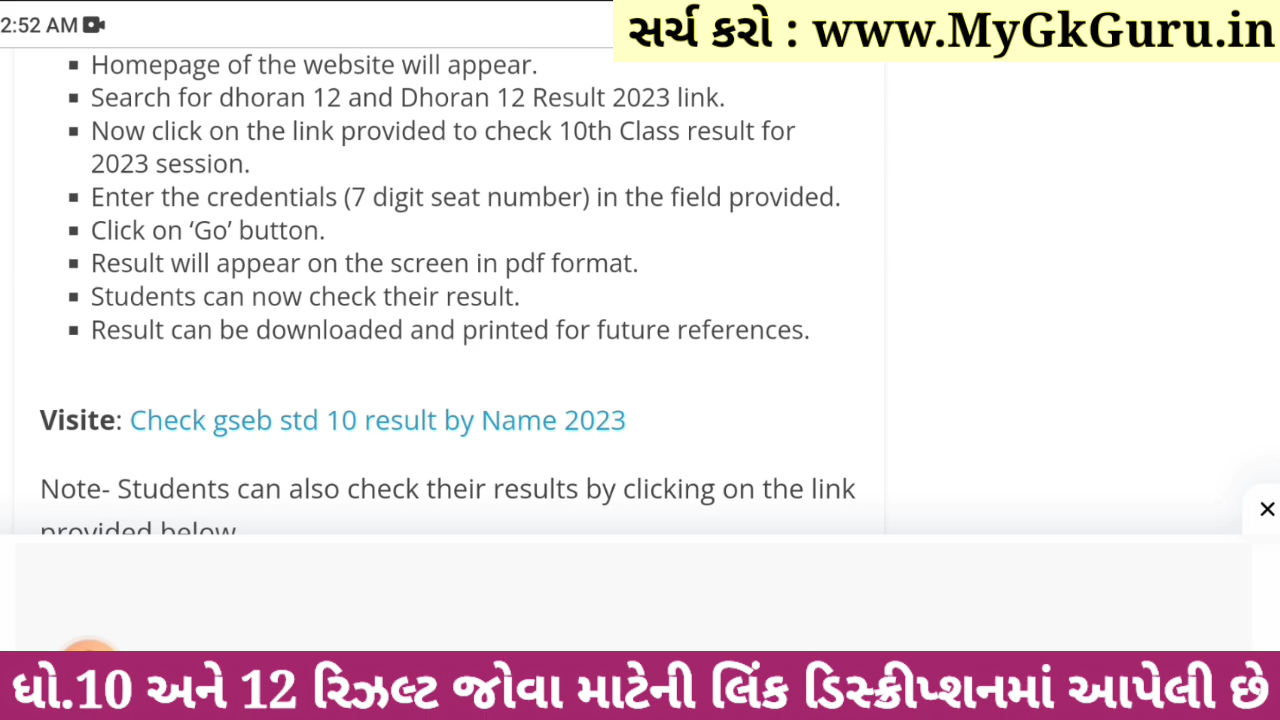 2:52 AM
સર્ચ કરો : www.MyGkGuru.in
▪ Homepage of the website will appear.
▪ Search for dhoran 12 and Dhoran 12 Result 2023 link.
▪ Now click on the link provided to check 10th Class result for
2023 session.
▪ Enter the credentials (7 digit seat number) in the field provided.
▪ Click on ‘Go’ button.
▪ Result will appear on the screen in pdf format.
▪ Students can now check their result.
▪ Result can be downloaded and printed for future references.
Visite: Check gseb std 10 result by Name 2023
Note- Students can also check their results by clicking on the link
provided below
ધો.10 અને 12 રિઝલ્ટ જોવા માટેની લિંક ડિસ્ક્રીપ્શનમાં આપેલી છે